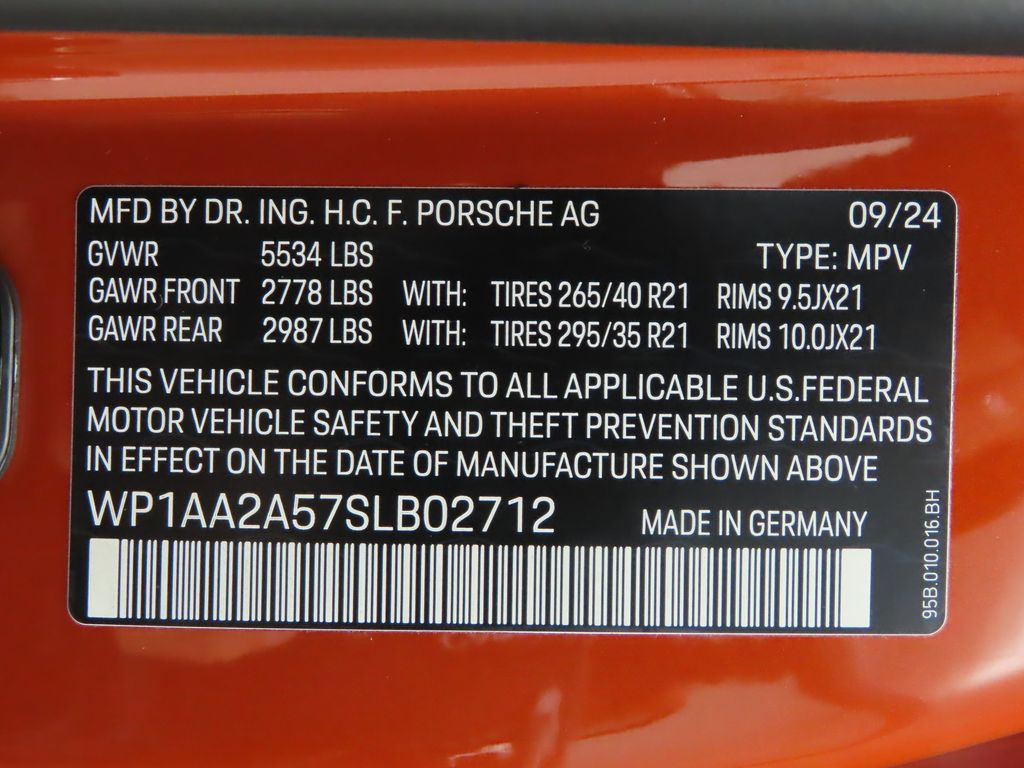 MFD BY DR. ING. H.C. F. PORSCHE AG 09/24
GVWR 5534 LBS TYPE: MPV
GAWR FRONT 2778 LBS WITH: TIRES 265/40 R21 RIMS 9.5JX21
GAWR REAR 2987 LBS WITH: TIRES 295/35 R21 RIMS 10.0JX21
THIS VEHICLE CONFORMS TO ALL APPLICABLE U.S.FEDERAL
MOTOR VEHICLE SAFETY AND THEFT PREVENTION STANDARDS
IN EFFECT ON THE DATE OF MANUFACTURE SHOWN ABOVE
WP1AA2A57SLB02712 MADE IN GERMANY
95B.010.016.BH